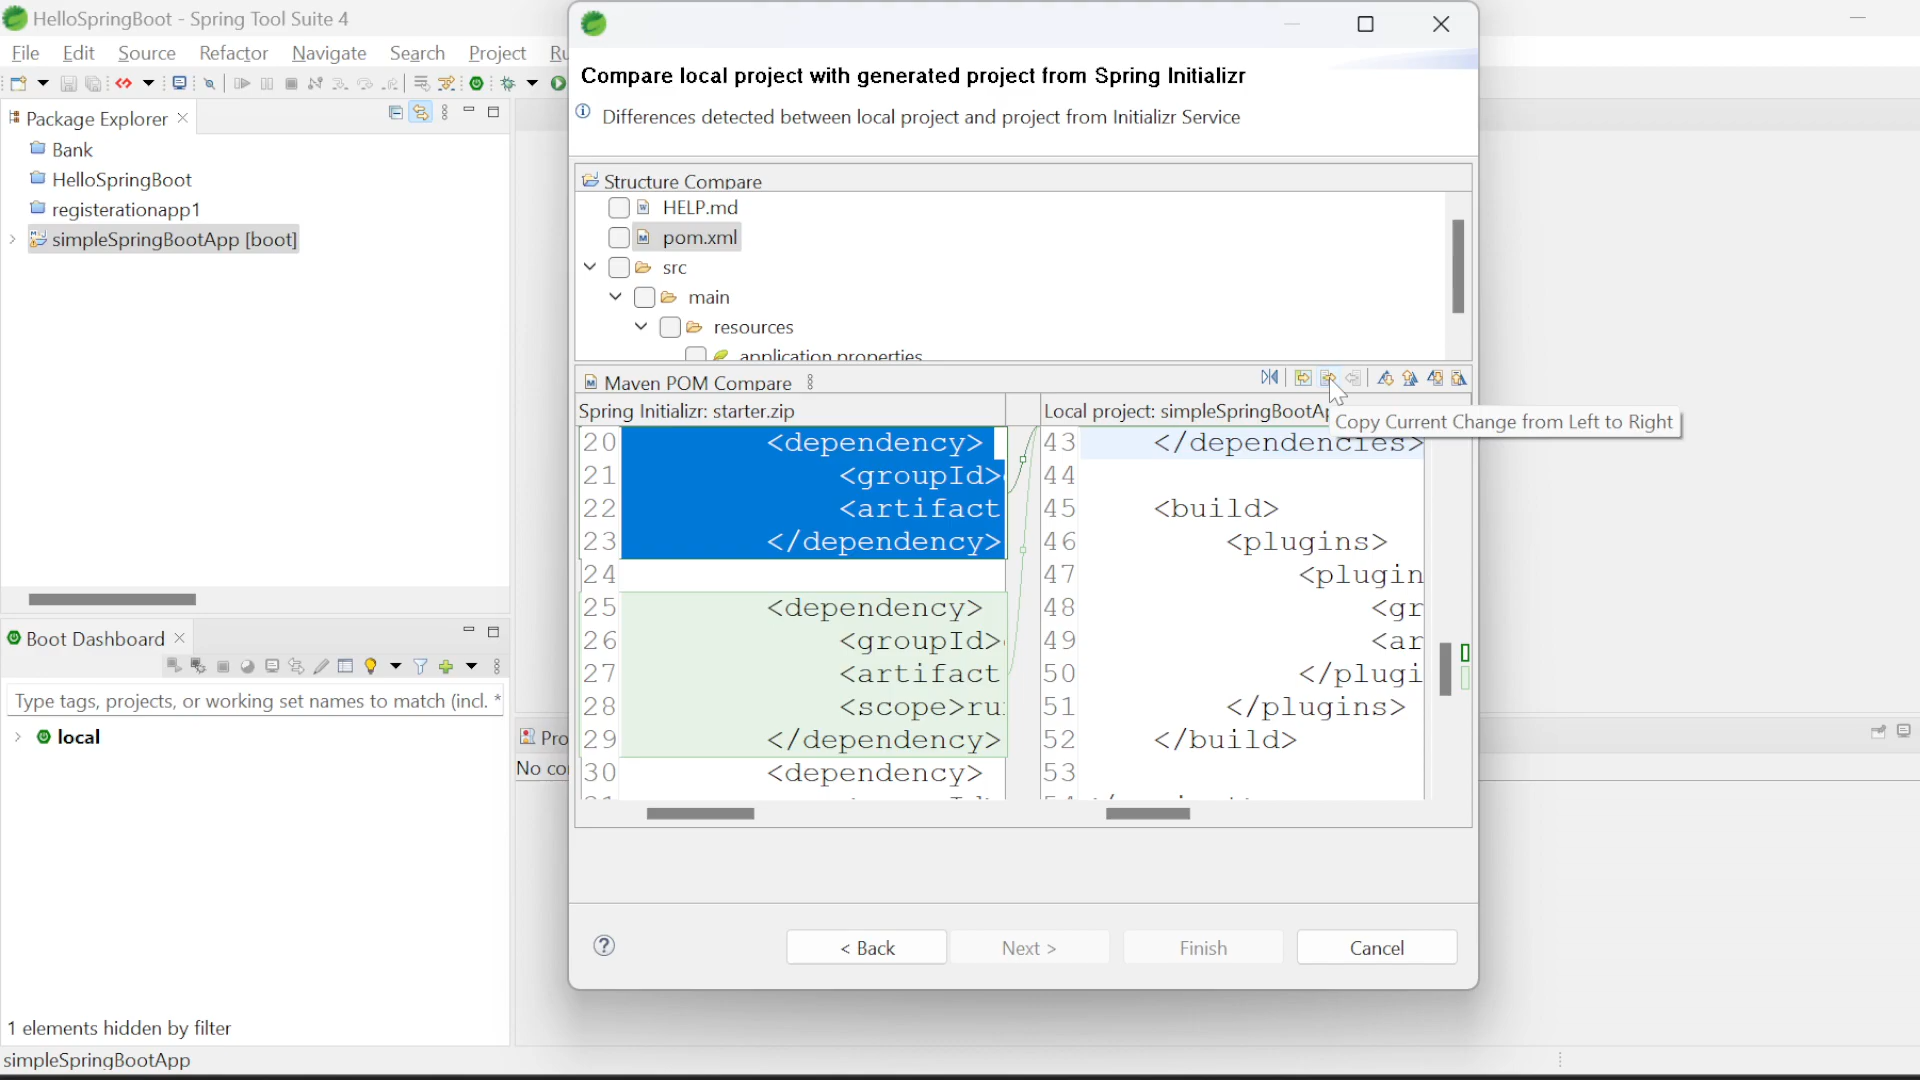 HelloSpringBoot - Spring Tool Suite 4
File Edit Source Refactor Navigate Search Project Ru
Package Explorer
Bank
HelloSpringBoot
registerationapp1
simpleSpringBootApp [boot]
Boot Dashboard
Type tags, projects, or working set names to match (incl. *
local
1 elements hidden by filter
simpleSpringBootApp
Pro
No co
Compare local project with generated project from Spring Initializr
Differences detected between local project and project from Initializr Service
Structure Compare
HELP.md
pom.xml
src
main
resources
application properties
Maven POM Compare
Copy Current Change from Left to Right
Spring Initializr: starter.zip
20 <dependency>
21 <groupId>
22 <artifact
23 </dependency>
24
25 <dependency>
26 <groupId>
27 <artifact
28 <scope>ru
29 </dependency>
30 <dependency>
Local project: simpleSpringBootAp
43 </dependencies>
44
45 <build>
46 <plugins>
47 <plugin
48 <gr
49 <ar
50 </plugi
51 </plugins>
52 </build>
53
< Back
Next >
Finish
Cancel